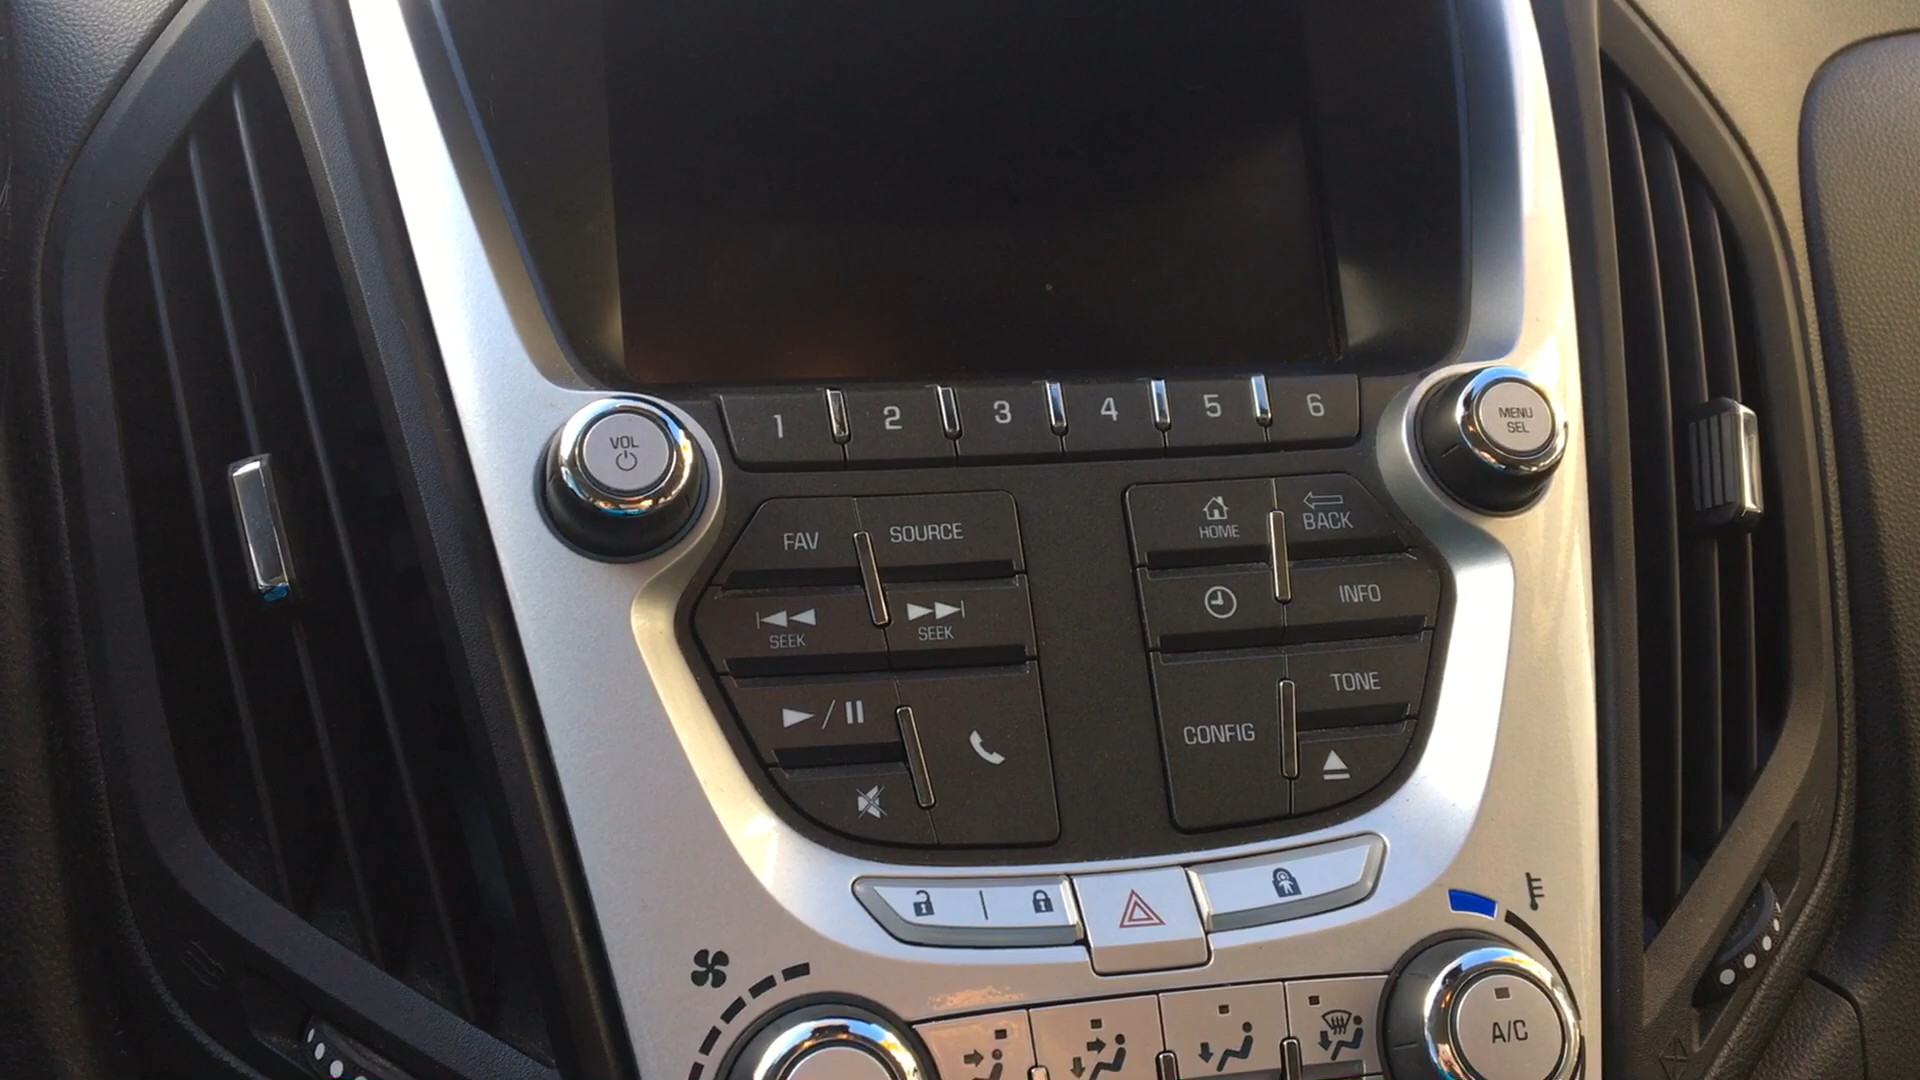 1 2 3 4 5 6
VOL
MENU
SEL
FAV SOURCE
HOME BACK
SEEK SEEK
INFO
TONE
CONFIG
A/C